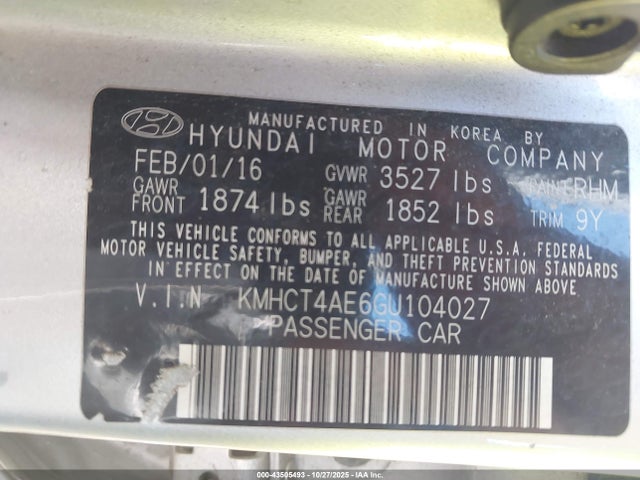 MANUFACTURED IN KOREA BY
HYUNDAI MOTOR COMPANY
FEB/01/16 GVWR 3527 lbs PAINT RHM
GAWR FRONT 1874 lbs GAWR REAR 1852 lbs TRIM 9Y
THIS VEHICLE CONFORMS TO ALL APPLICABLE U.S.A. FEDERAL
MOTOR VEHICLE SAFETY, BUMPER, AND THEFT PREVENTION STANDARDS
IN EFFECT ON THE DATE OF MANUFACTURE SHOWN ABOVE.
V.I.N KMHCT4AE6GU104027
PASSENGER CAR
000-43505493 - 10/27/2025 - IAA Inc.